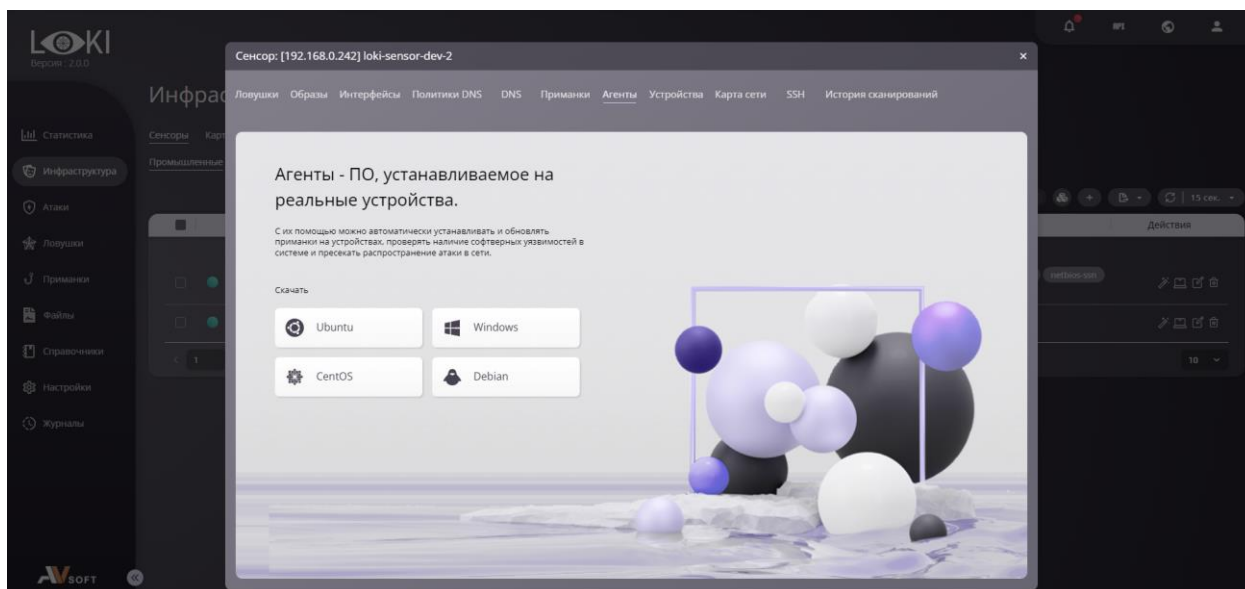 LOKI
Версия : 2.0.0
Сенсор: [192.168.0.242] loki-sensor-dev-2
×
Инфрас
Ловушки Образы Интерфейсы Политики DNS DNS Приманки Агенты Устройства Карта сети SSH История сканирований
Статистика
Сенсоры Карт
Промышленные
Инфраструктура
Агенты - ПО, устанавливаемое на
реальные устройства.
Атаки
15 сек.
Действия
С их помощью можно автоматически устанавливать и обновлять
приманки на устройствах, проверять наличие софтверных уязвимостей в
системе и пресекать распространение атаки в сети.
Ловушки
Приманки
netbios-ssn
Скачать
Файлы
Ubuntu Windows
Справочники
1
10
CentOS Debian
Настройки
Журналы
AVSOFT